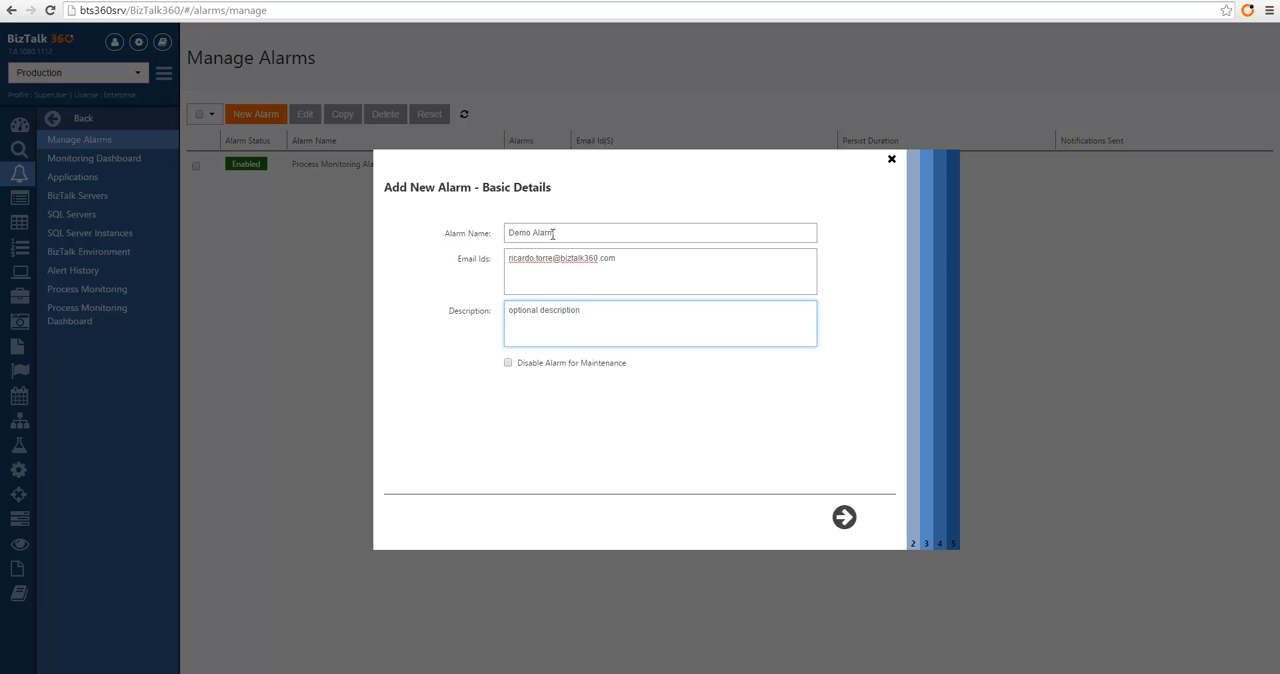 bts360srv/BizTalk360/#/alarms/manage
BizTalk 360
Production
Profile : SuperUser | License : Enterprise
Back
Manage Alarms
Monitoring Dashboard
Applications
BizTalk Servers
SQL Servers
SQL Server Instances
BizTalk Environment
Alert History
Process Monitoring
Process Monitoring
Dashboard
Manage Alarms
New Alarm Edit Copy Delete Reset
Alarm Status Alarm Name Alarms Email Id(S) Persist Duration Notifications Sent
Enabled Process Monitoring Ala
Add New Alarm - Basic Details
Alarm Name: Demo Alarm
Email Ids: ricardo.torre@biztalk360.com
Description: optional description
Disable Alarm for Maintenance
2 3 4 5